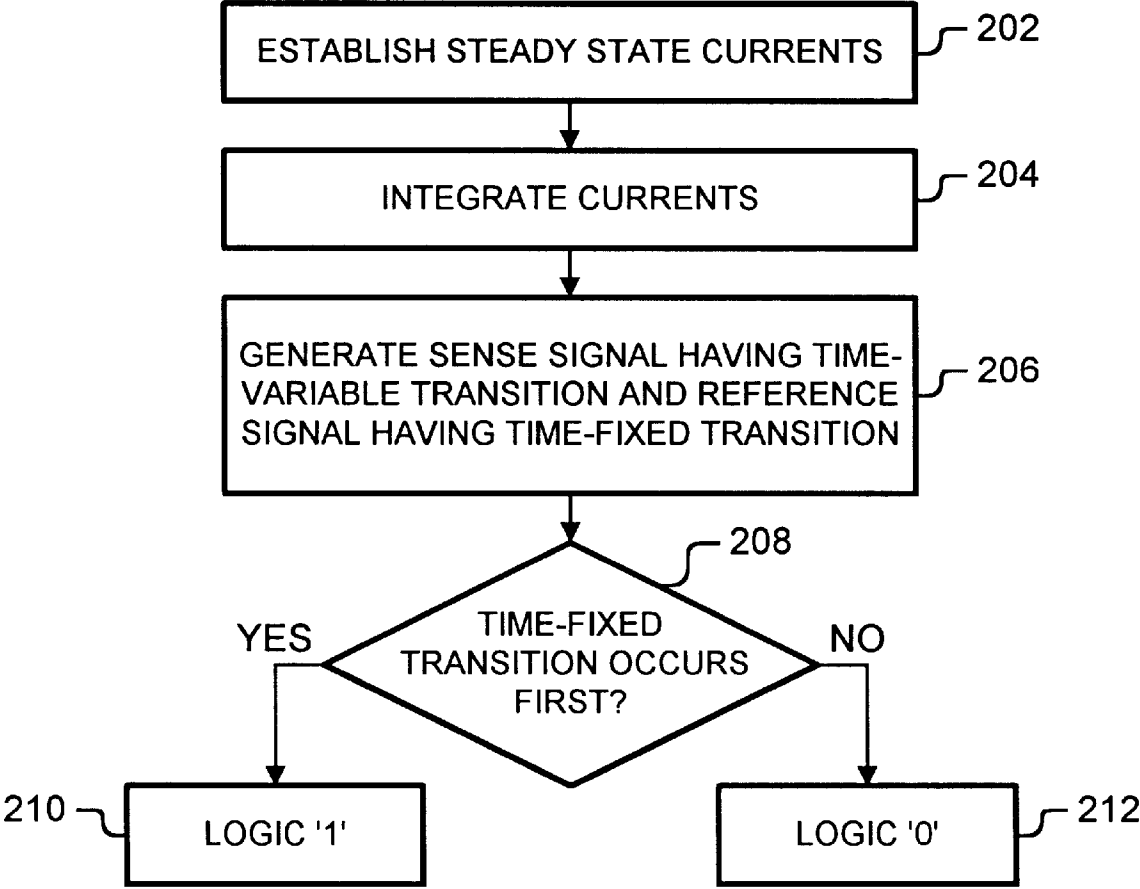 ESTABLISH STEADY STATE CURRENTS
202
INTEGRATE CURRENTS
204
GENERATE SENSE SIGNAL HAVING TIME-
VARIABLE TRANSITION AND REFERENCE
SIGNAL HAVING TIME-FIXED TRANSITION
206
208
TIME-FIXED
TRANSITION OCCURS
FIRST?
YES
NO
210
LOGIC '1'
LOGIC '0'
212